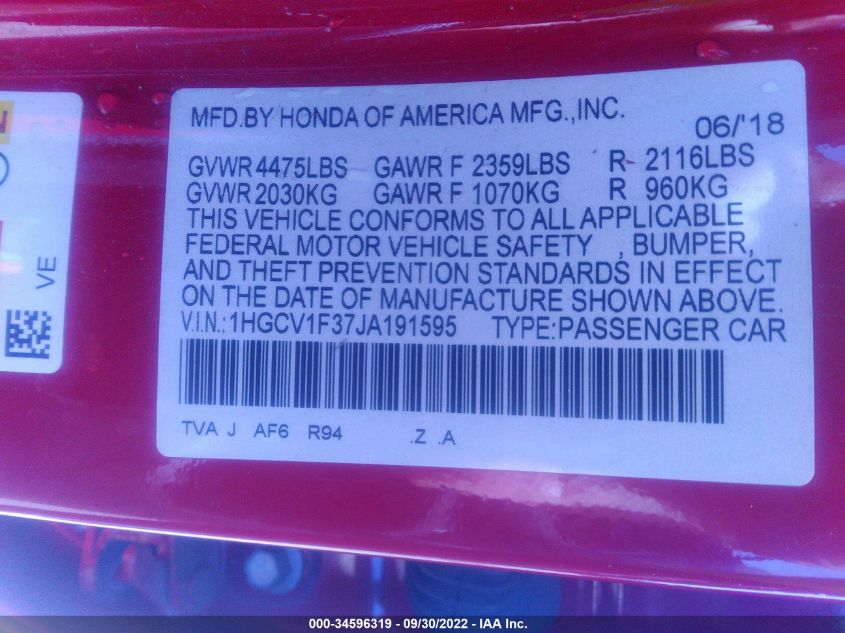 MFD.BY HONDA OF AMERICA MFG.,INC. 06/'18
GVWR 4475LBS GAWR F 2359LBS R 2116LBS
GVWR 2030KG GAWR F 1070KG R 960KG
THIS VEHICLE CONFORMS TO ALL APPLICABLE
FEDERAL MOTOR VEHICLE SAFETY , BUMPER,
AND THEFT PREVENTION STANDARDS IN EFFECT
ON THE DATE OF MANUFACTURE SHOWN ABOVE.
V.I.N.:1HGCV1F37JA191595 TYPE:PASSENGER CAR
TVA J AF6 R94 .Z .A
VE
000-34596319 - 09/30/2022 - IAA Inc.